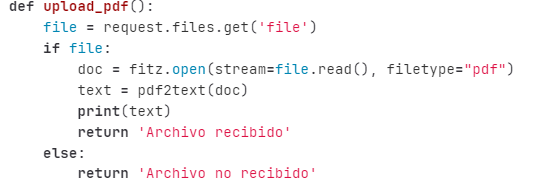 def upload_pdf():
    file = request.files.get('file')
    if file:
        doc = fitz.open(stream=file.read(), filetype="pdf")
        text = pdf2text(doc)
        print(text)
        return 'Archivo recibido'
    else:
        return 'Archivo no recibido'